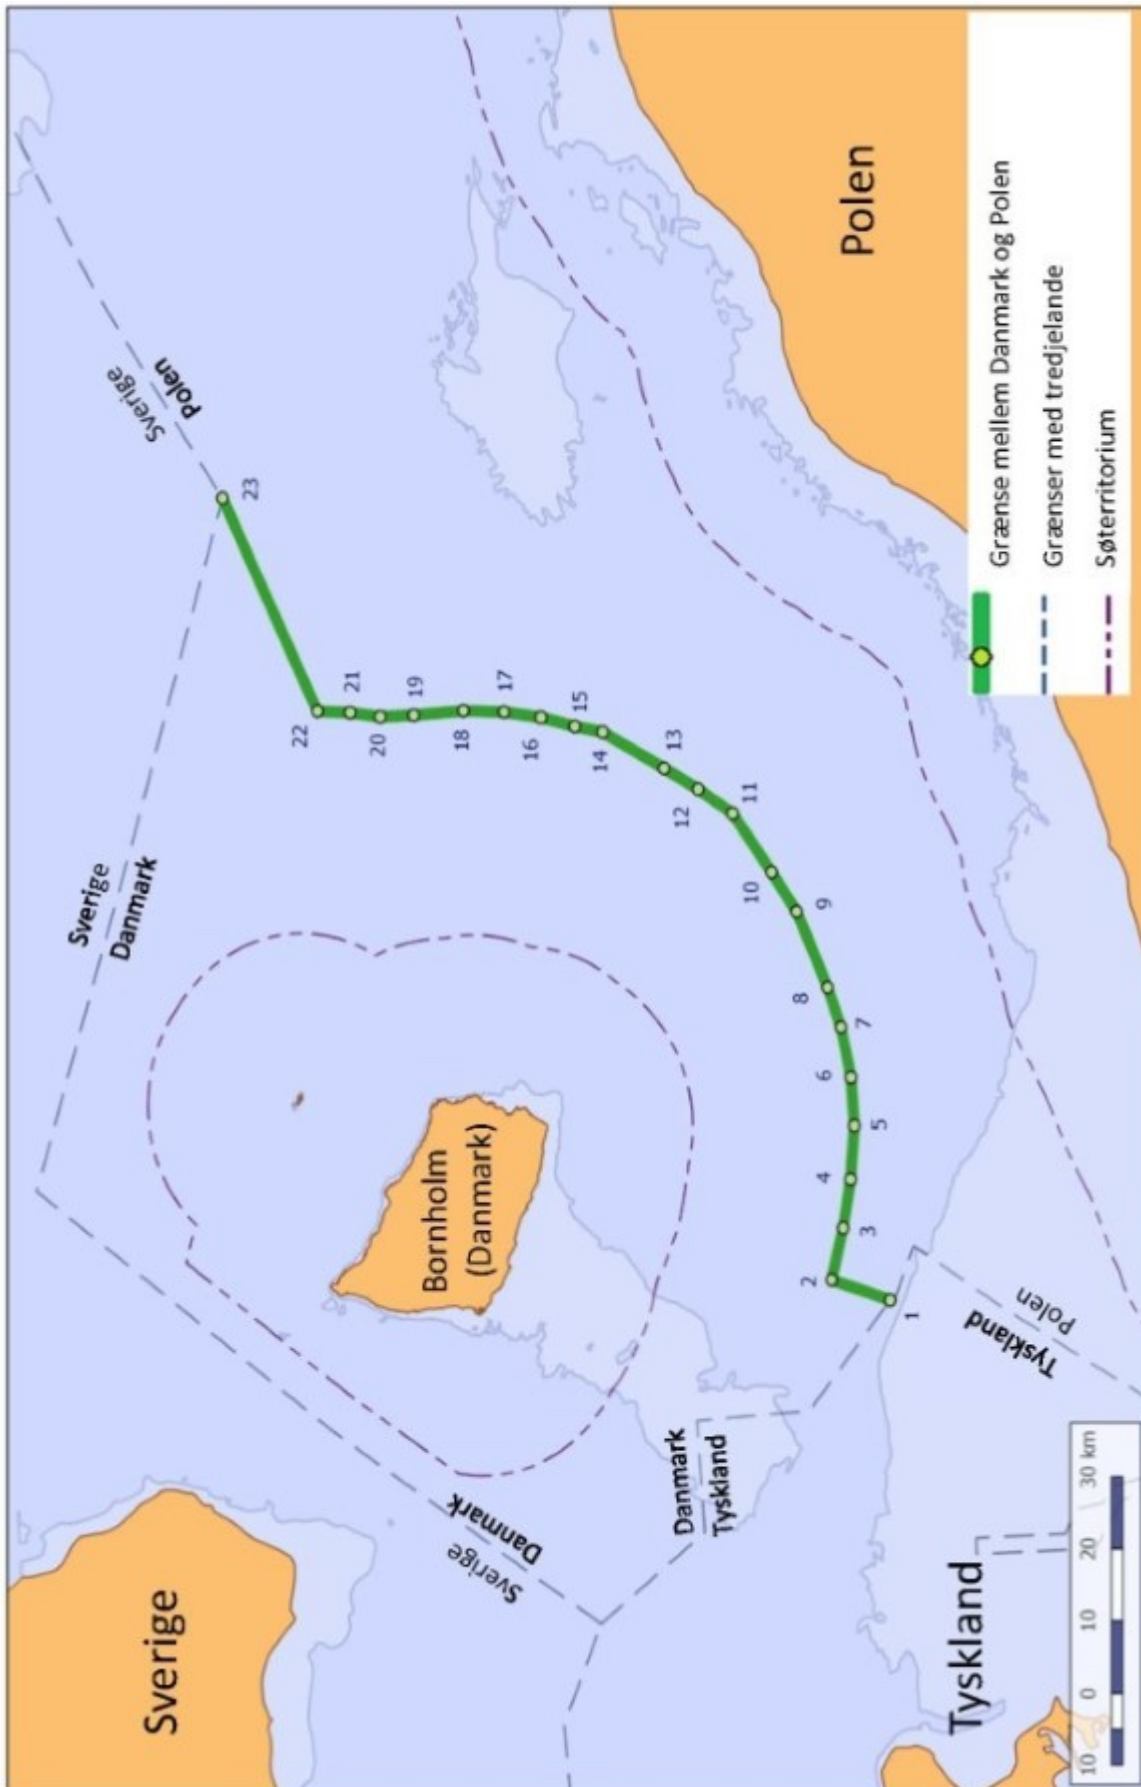 Sverige
Sverige
Danmark
Sverige
Polen
Sverige
Danmark
Bornholm
(Danmark)
Danmark
Tyskland
Tyskland
Polen
Tyskland
Polen
1
2
3
4
5
6
7
8
9
10
11
12
13
14
15
16
17
18
19
20
21
22
23
Grænse mellem Danmark og Polen
Grænser med tredjelande
Søterritorium
10 0 10 20 30 km